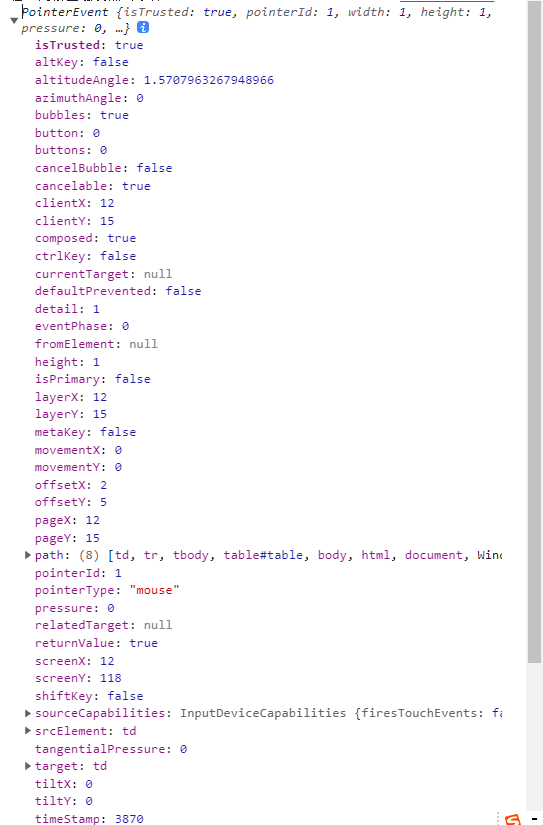 PointerEvent {isTrusted: true, pointerId: 1, width: 1, height: 1,
pressure: 0, …} i
isTrusted: true
altKey: false
altitudeAngle: 1.5707963267948966
azimuthAngle: 0
bubbles: true
button: 0
buttons: 0
cancelBubble: false
cancelable: true
clientX: 12
clientY: 15
composed: true
ctrlKey: false
currentTarget: null
defaultPrevented: false
detail: 1
eventPhase: 0
fromElement: null
height: 1
isPrimary: false
layerX: 12
layerY: 15
metaKey: false
movementX: 0
movementY: 0
offsetX: 2
offsetY: 5
pageX: 12
pageY: 15
path: (8) [td, tr, tbody, table#table, body, html, document, Wind
pointerId: 1
pointerType: "mouse"
pressure: 0
relatedTarget: null
returnValue: true
screenX: 12
screenY: 118
shiftKey: false
sourceCapabilities: InputDeviceCapabilities {firesTouchEvents: fa
srcElement: td
tangentialPressure: 0
target: td
tiltX: 0
tiltY: 0
timeStamp: 3870